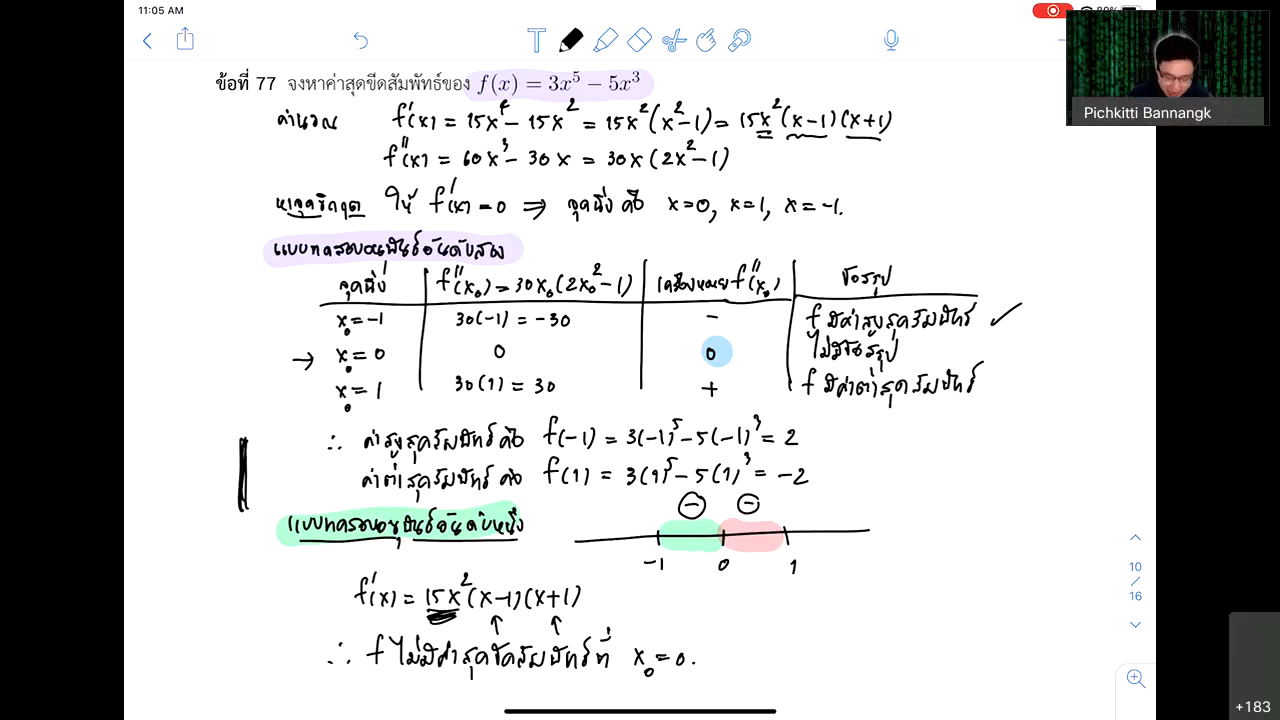 11:05 AM
89%
Pichkitti Bannangk
ข้อที่ 77 จงหาค่าสุดขีดสัมพัทธ์ของ f(x) = 3x⁵ − 5x³
คำนวณ f′(x) = 15x⁴ − 15x² = 15x²(x²−1) = 15x²(x−1)(x+1)
f″(x) = 60x³ − 30x = 30x(2x²−1)
หาจุดวิกฤต ให้ f′(x) = 0 ⇒ จุดนิ่ง คือ x=0, x=1, x=−1.
แบบทดสอบอนุพันธ์อันดับสอง
จุดนิ่ง f″(x₀) = 30x₀(2x₀²−1) เครื่องหมาย f″(x₀) ข้อสรุป
x₀=−1 30(−1) = −30 − f มีค่าสูงสุดสัมพัทธ์ ✓
→ x₀=0 0 0 ไม่มีข้อสรุป
x₀=1 30(1) = 30 + f มีค่าต่ำสุดสัมพัทธ์
∴ ค่าสูงสุดสัมพัทธ์คือ f(−1) = 3(−1)⁵−5(−1)³ = 2
ค่าต่ำสุดสัมพัทธ์ คือ f(1) = 3(1)⁵−5(1)³ = −2
แบบทดสอบอนุพันธ์อันดับหนึ่ง
− −
−1 0 1
f′(x) = 15x²(x−1)(x+1)
∴ f ไม่มีค่าสุดขีดสัมพัทธ์ที่ x₀=0.
10
/
16
+183